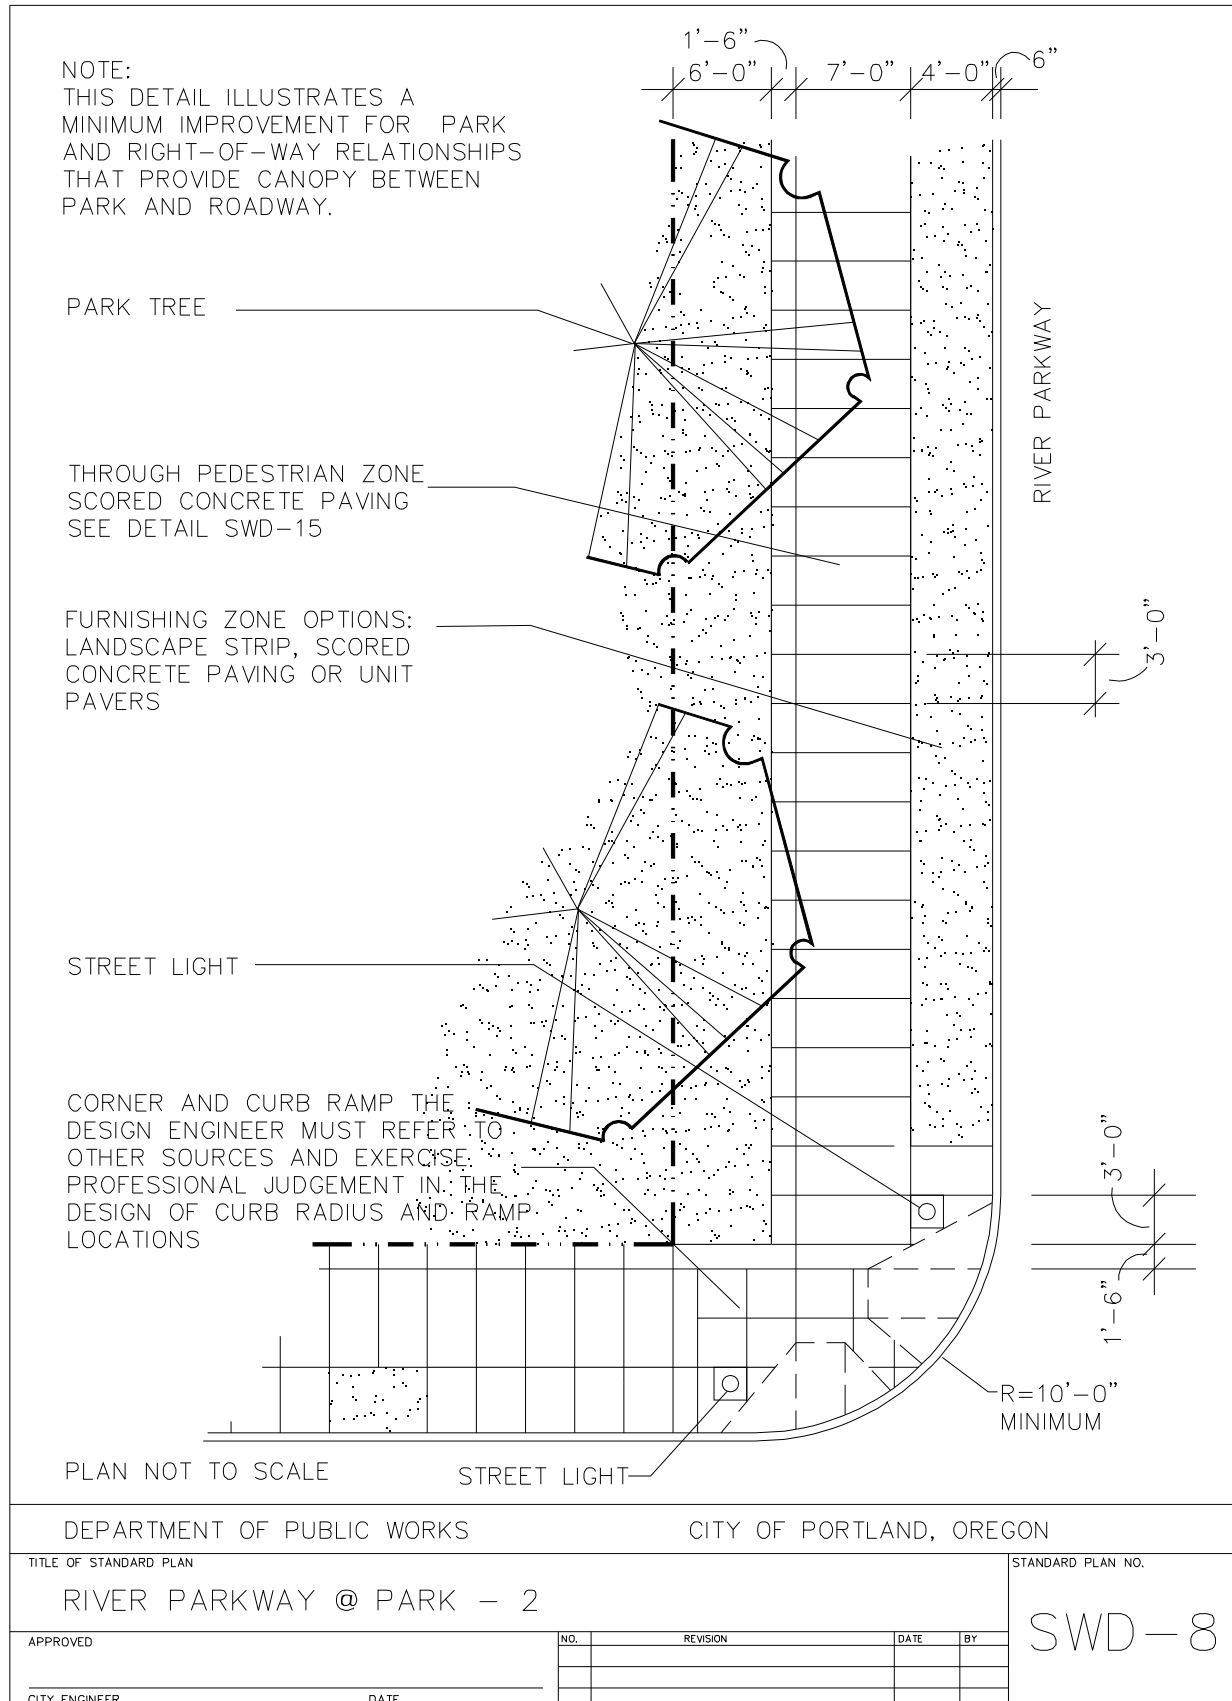 1'-6"
6'-0"
7'-0"
4'-0"
6"
NOTE:
THIS DETAIL ILLUSTRATES A
MINIMUM IMPROVEMENT FOR PARK
AND RIGHT-OF-WAY RELATIONSHIPS
THAT PROVIDE CANOPY BETWEEN
PARK AND ROADWAY.
PARK TREE
RIVER PARKWAY
THROUGH PEDESTRIAN ZONE
SCORED CONCRETE PAVING
SEE DETAIL SWD-15
FURNISHING ZONE OPTIONS:
LANDSCAPE STRIP, SCORED
CONCRETE PAVING OR UNIT
PAVERS
3'-0"
STREET LIGHT
CORNER AND CURB RAMP THE
DESIGN ENGINEER MUST REFER TO
OTHER SOURCES AND EXERCISE
PROFESSIONAL JUDGEMENT IN THE
DESIGN OF CURB RADIUS AND RAMP
LOCATIONS
3'-0"
1'-6"
R=10'-0"
MINIMUM
PLAN NOT TO SCALE
STREET LIGHT
DEPARTMENT OF PUBLIC WORKS
CITY OF PORTLAND, OREGON
TITLE OF STANDARD PLAN
RIVER PARKWAY @ PARK - 2
STANDARD PLAN NO.
SWD-8
APPROVED
NO.
REVISION
DATE
BY
CITY ENGINEER
DATE